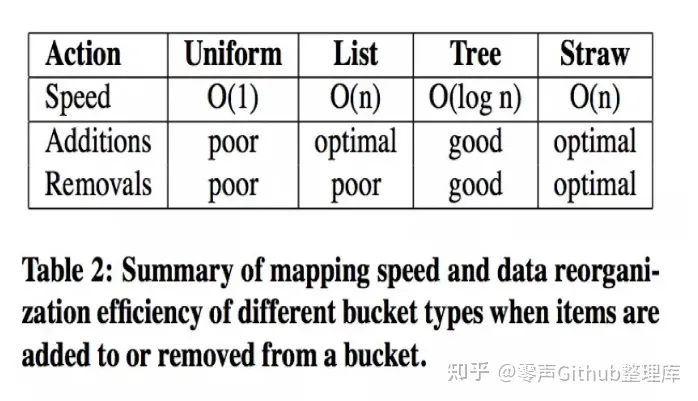 Action Uniform List Tree Straw
Speed O(1) O(n) O(log n) O(n)
Additions poor optimal good optimal
Removals poor poor good optimal
Table 2: Summary of mapping speed and data reorgani-
zation efficiency of different bucket types when items are
added to or removed from a bucket.
知乎 @零声Github整理库